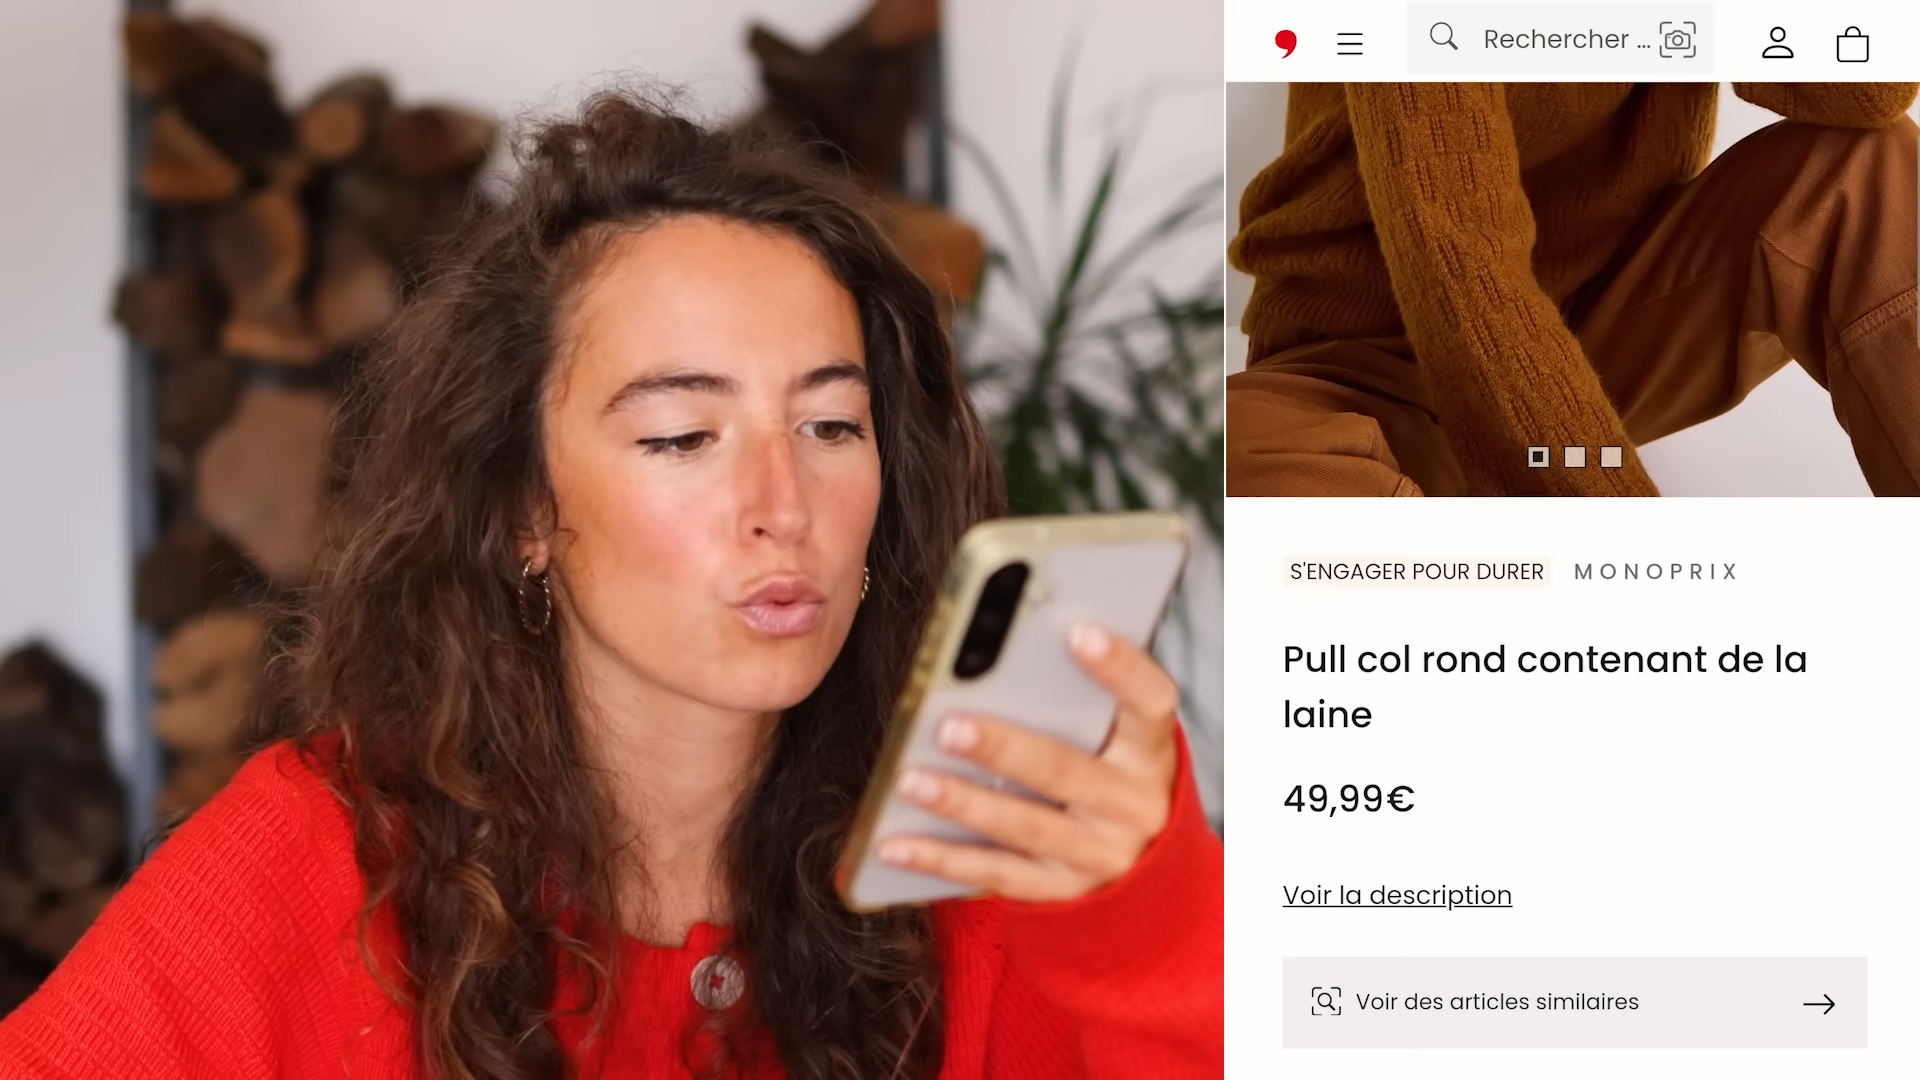 Rechercher ...
S'ENGAGER POUR DURER MONOPRIX
Pull col rond contenant de la
laine
49,99€
Voir la description
Voir des articles similaires